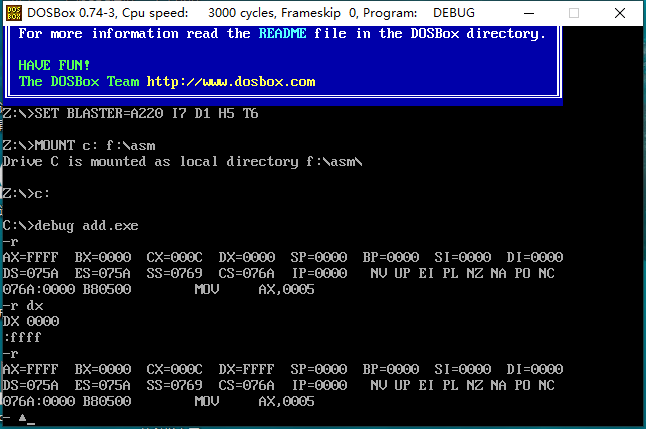 DOSBox 0.74-3, Cpu speed: 3000 cycles, Frameskip 0, Program: DEBUG
DOS BOX
For more information read the README file in the DOSBox directory.
HAVE FUN!
The DOSBox Team http://www.dosbox.com
Z:\>SET BLASTER=A220 I7 D1 H5 T6
Z:\>MOUNT c: f:\asm
Drive C is mounted as local directory f:\asm\
Z:\>c:
C:\>debug add.exe
-r
AX=FFFF BX=0000 CX=000C DX=0000 SP=0000 BP=0000 SI=0000 DI=0000
DS=075A ES=075A SS=0769 CS=076A IP=0000 NV UP EI PL NZ NA PO NC
076A:0000 B80500 MOV AX,0005
-r dx
DX 0000
:ffff
-r
AX=FFFF BX=0000 CX=000C DX=FFFF SP=0000 BP=0000 SI=0000 DI=0000
DS=075A ES=075A SS=0769 CS=076A IP=0000 NV UP EI PL NZ NA PO NC
076A:0000 B80500 MOV AX,0005
- ▲_